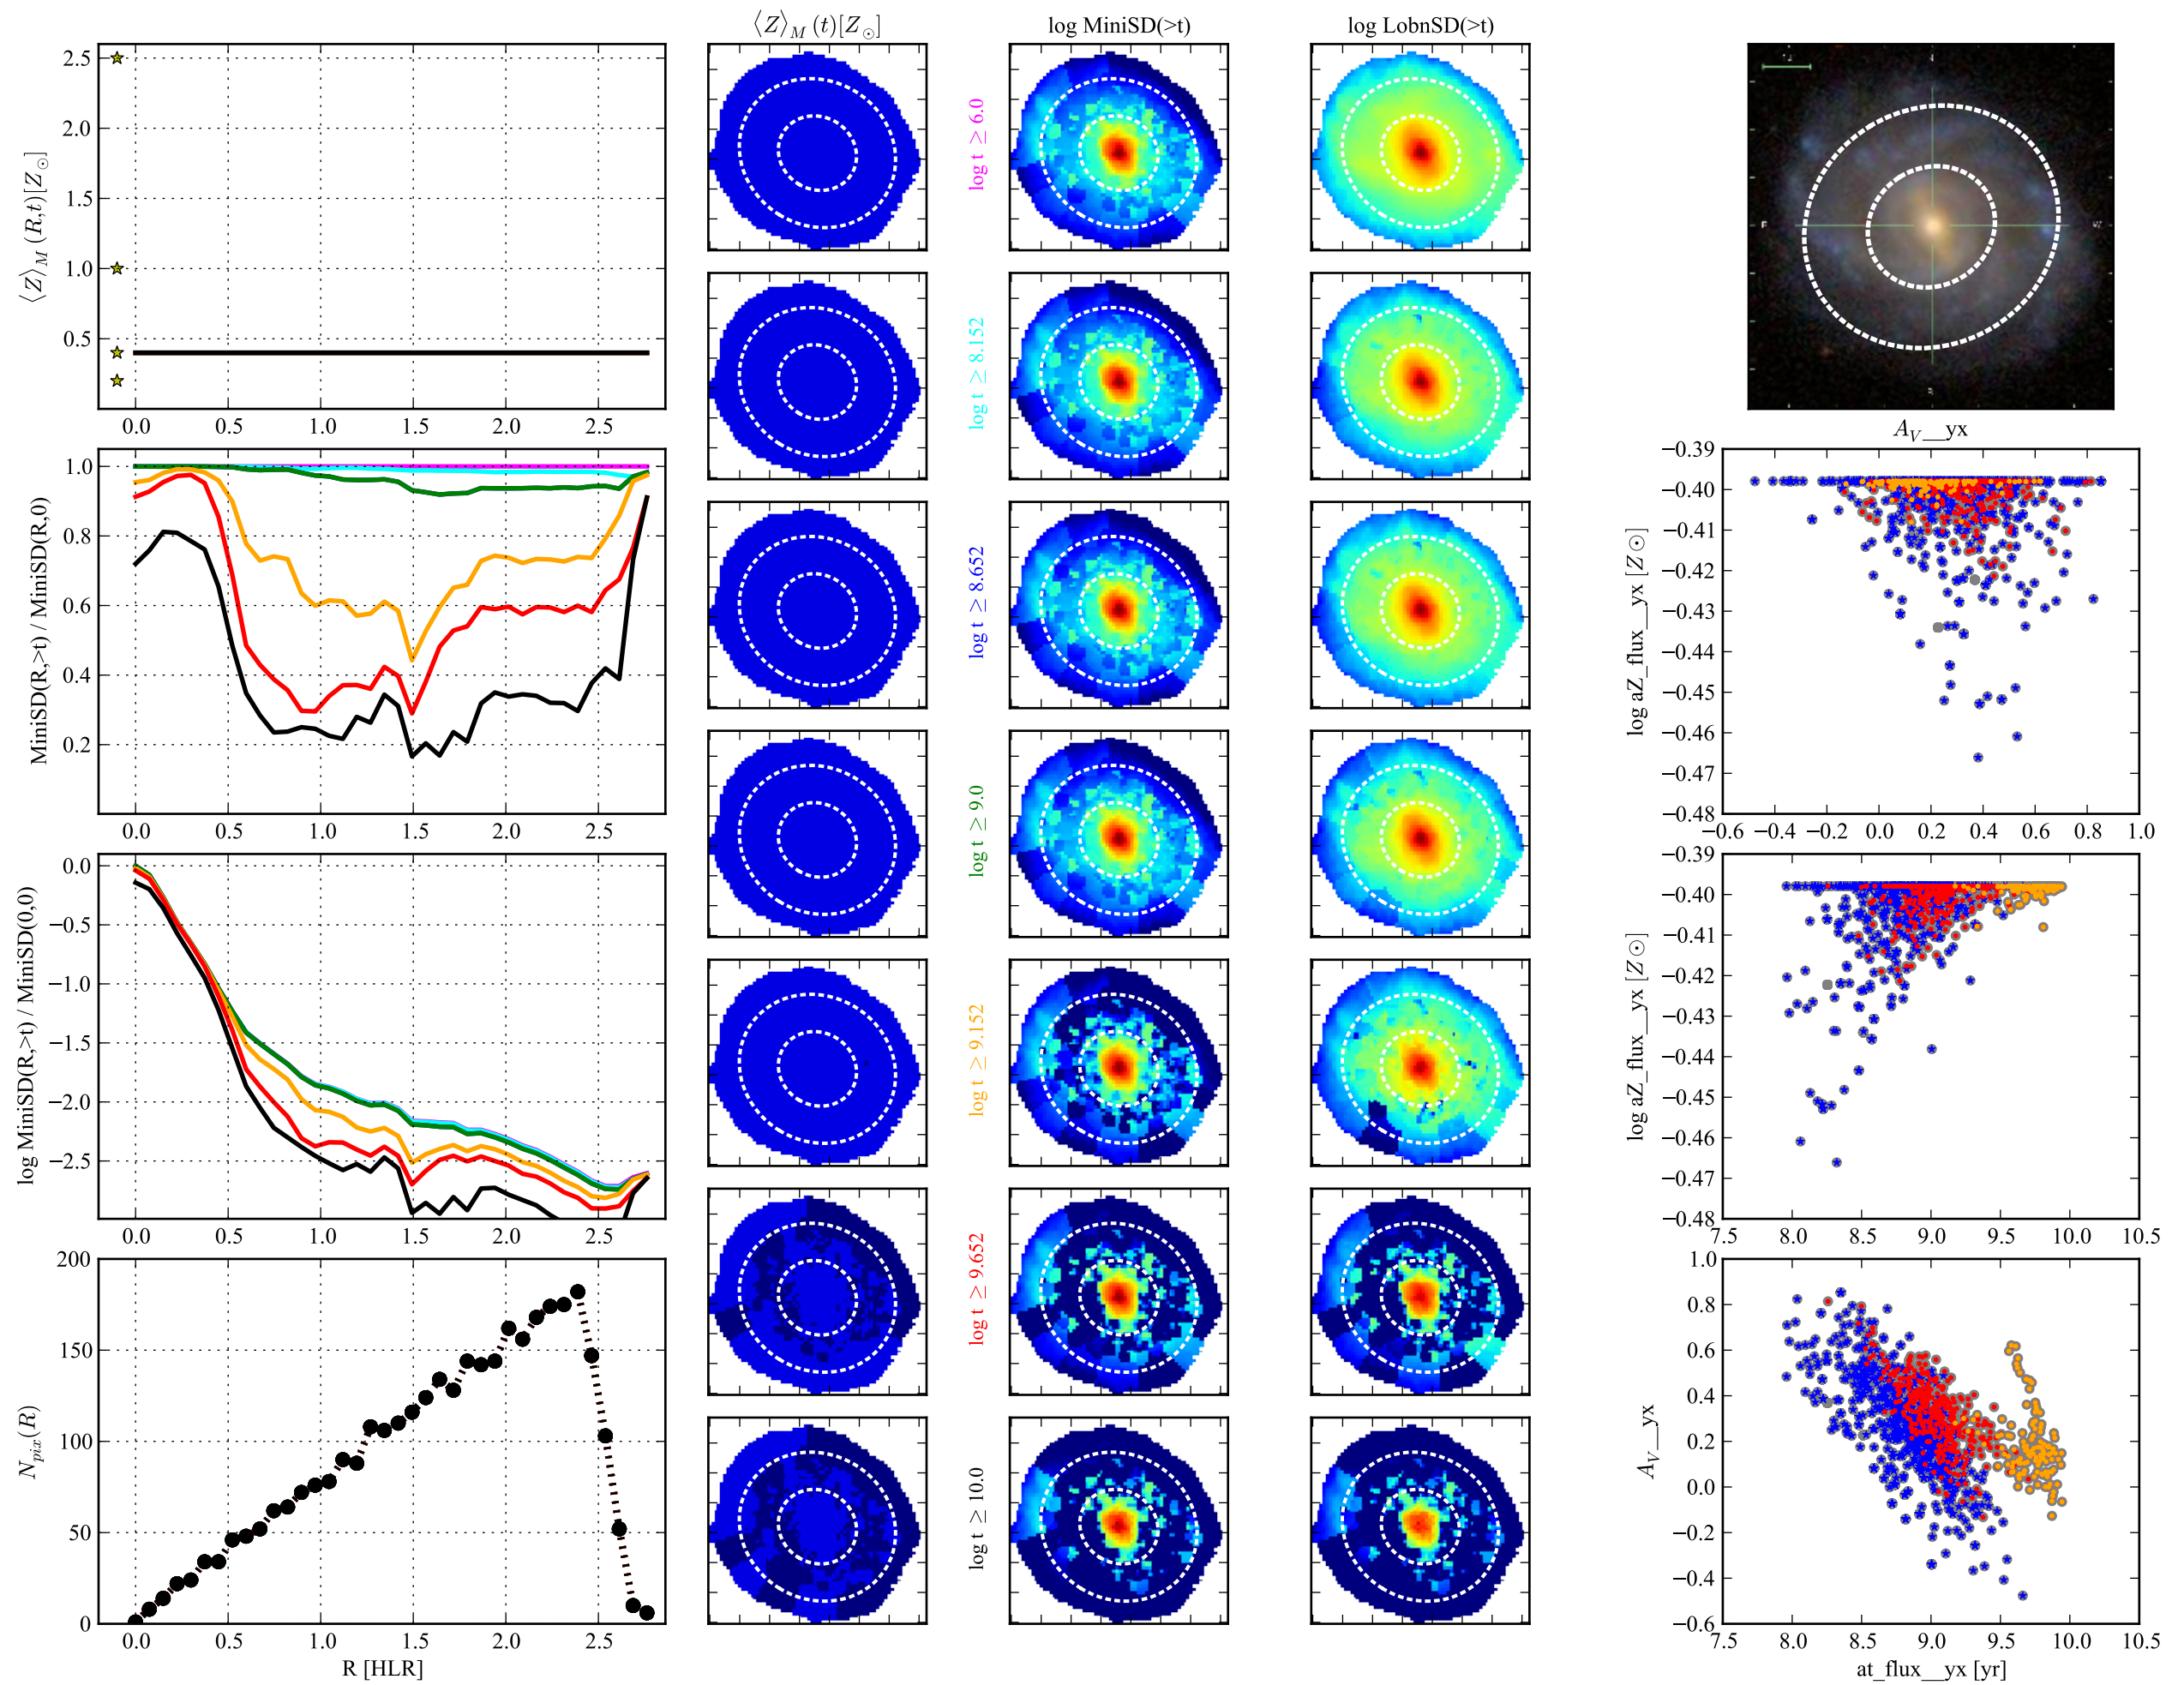 ⟨Z⟩_M (t)[Z_⊙]
log MiniSD(>t)
log LobnSD(>t)
⟨Z⟩_M (R,t)[Z_⊙]
2.5
2.0
1.5
1.0
0.5
0.0 0.5 1.0 1.5 2.0 2.5
MiniSD(R,>t) / MiniSD(R,0)
1.0
0.8
0.6
0.4
0.2
0.0 0.5 1.0 1.5 2.0 2.5
log MiniSD(R,>t) / MiniSD(0,0)
0.0
−0.5
−1.0
−1.5
−2.0
−2.5
0.0 0.5 1.0 1.5 2.0 2.5
N_pix(R)
200
150
100
50
0
0.0 0.5 1.0 1.5 2.0 2.5
R [HLR]
log t ≥ 6.0
log t ≥ 8.152
log t ≥ 8.652
log t ≥ 9.0
log t ≥ 9.152
log t ≥ 9.652
log t ≥ 10.0
A_V__yx
log aZ_flux__yx [Z⊙]
−0.39
−0.40
−0.41
−0.42
−0.43
−0.44
−0.45
−0.46
−0.47
−0.48
−0.6 −0.4 −0.2 0.0 0.2 0.4 0.6 0.8 1.0
log aZ_flux__yx [Z⊙]
−0.39
−0.40
−0.41
−0.42
−0.43
−0.44
−0.45
−0.46
−0.47
−0.48
7.5 8.0 8.5 9.0 9.5 10.0 10.5
A_V__yx
1.0
0.8
0.6
0.4
0.2
0.0
−0.2
−0.4
−0.6
7.5 8.0 8.5 9.0 9.5 10.0 10.5
at_flux__yx [yr]